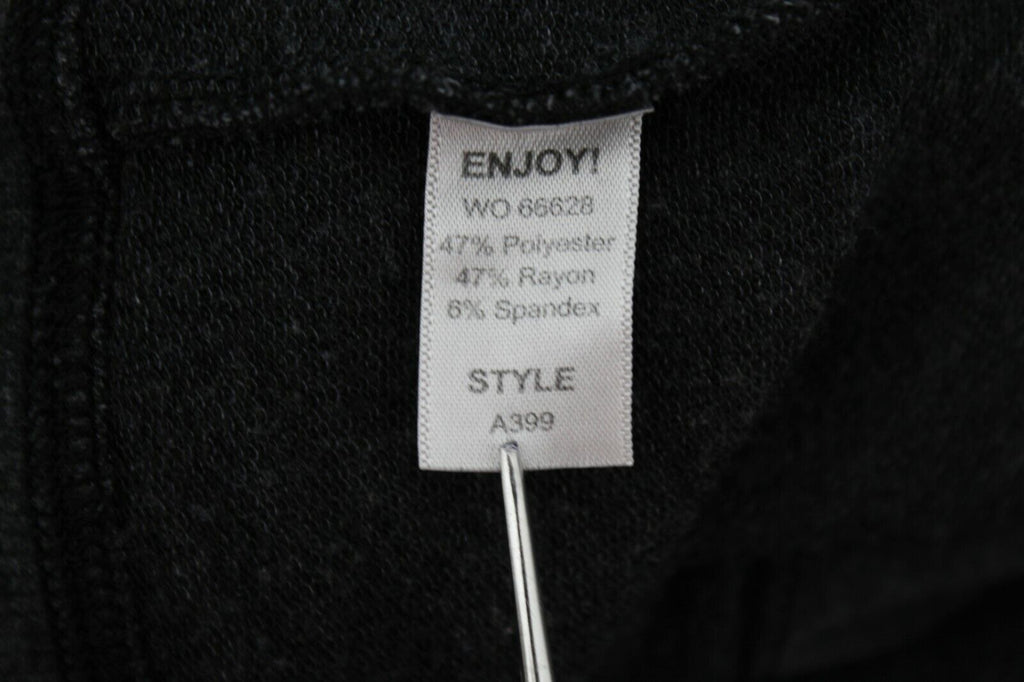 ENJOY!
WO 66628
47% Polyester
47% Rayon
6% Spandex
STYLE
A399